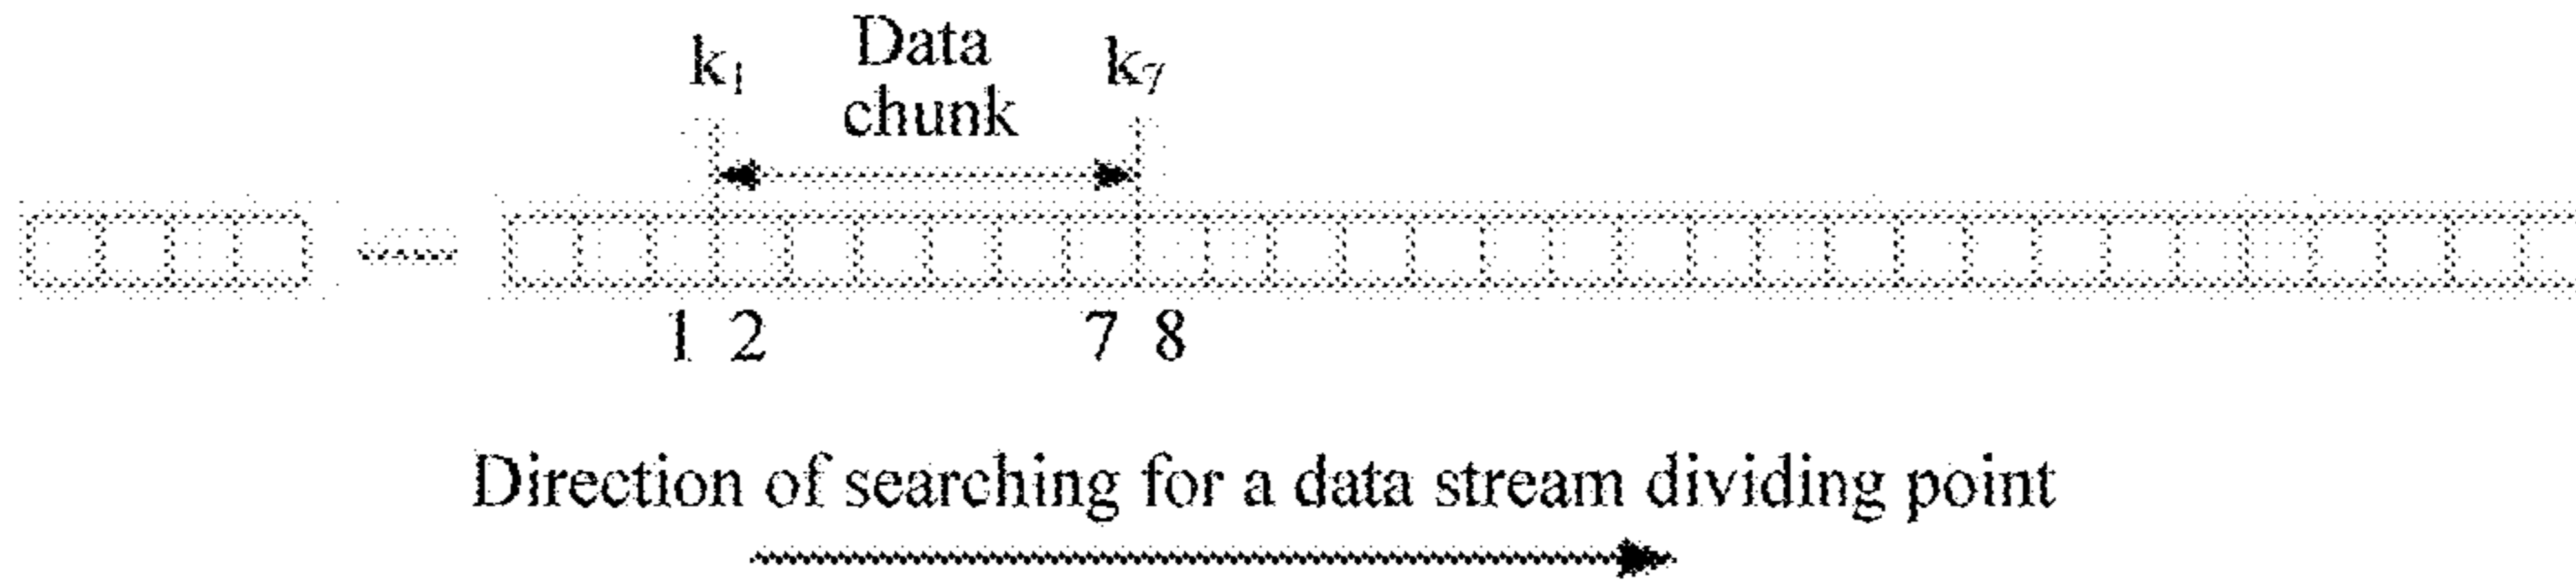 k₁ Data chunk k₇
1 2 7 8
Direction of searching for a data stream dividing point